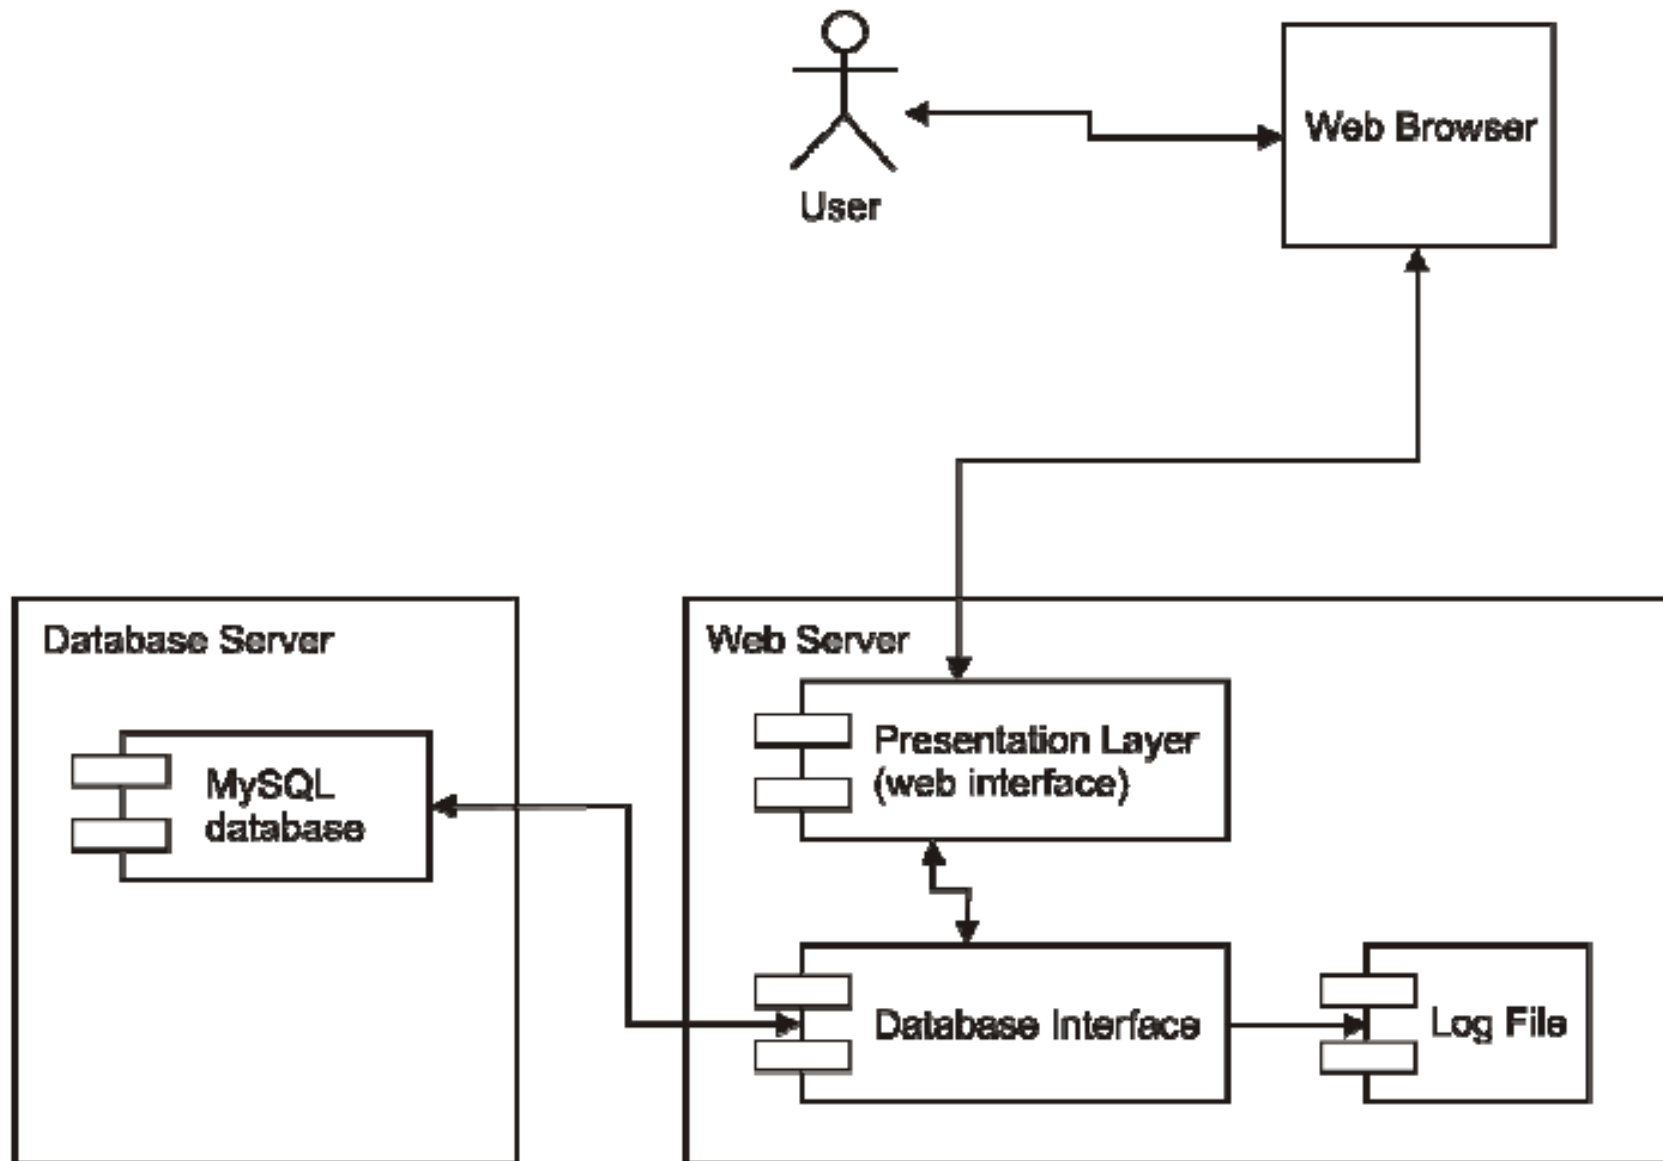 User
Web Browser
Database Server
MySQL
database
Web Server
Presentation Layer
(web interface)
Database Interface
Log File